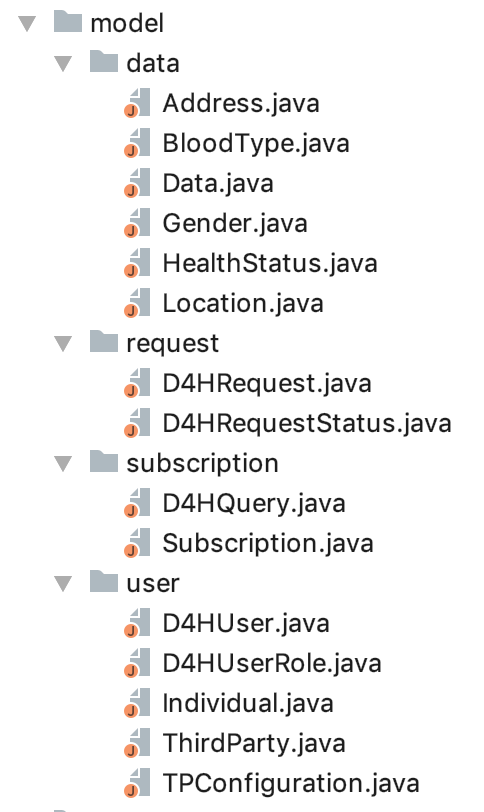 model
data
Address.java
BloodType.java
Data.java
Gender.java
HealthStatus.java
Location.java
request
D4HRequest.java
D4HRequestStatus.java
subscription
D4HQuery.java
Subscription.java
user
D4HUser.java
D4HUserRole.java
Individual.java
ThirdParty.java
TPConfiguration.java